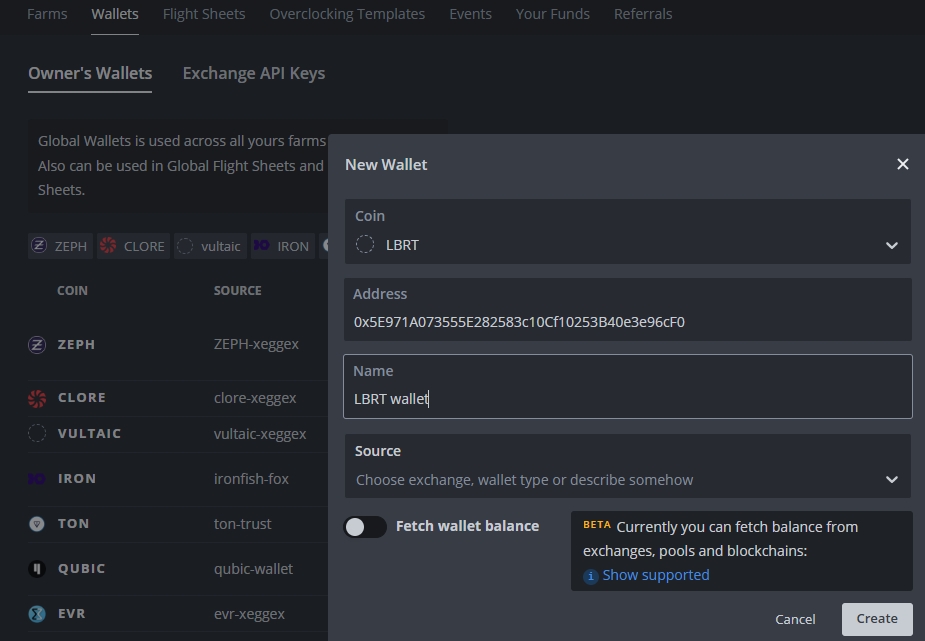 Farms Wallets Flight Sheets Overclocking Templates Events Your Funds Referrals
Owner's Wallets Exchange API Keys
Global Wallets is used across all yours farms
Also can be used in Global Flight Sheets and
Sheets.
ZEPH CLORE vultaic IRON
COIN SOURCE
ZEPH ZEPH-xeggex
CLORE clore-xeggex
VULTAIC vultaic-xeggex
IRON ironfish-fox
TON ton-trust
QUBIC qubic-wallet
EVR evr-xeggex
New Wallet
Coin
LBRT
Address
0x5E971A073555E282583c10Cf10253B40e3e96cF0
Name
LBRT wallet
Source
Choose exchange, wallet type or describe somehow
Fetch wallet balance
BETA Currently you can fetch balance from
exchanges, pools and blockchains:
Show supported
Cancel Create